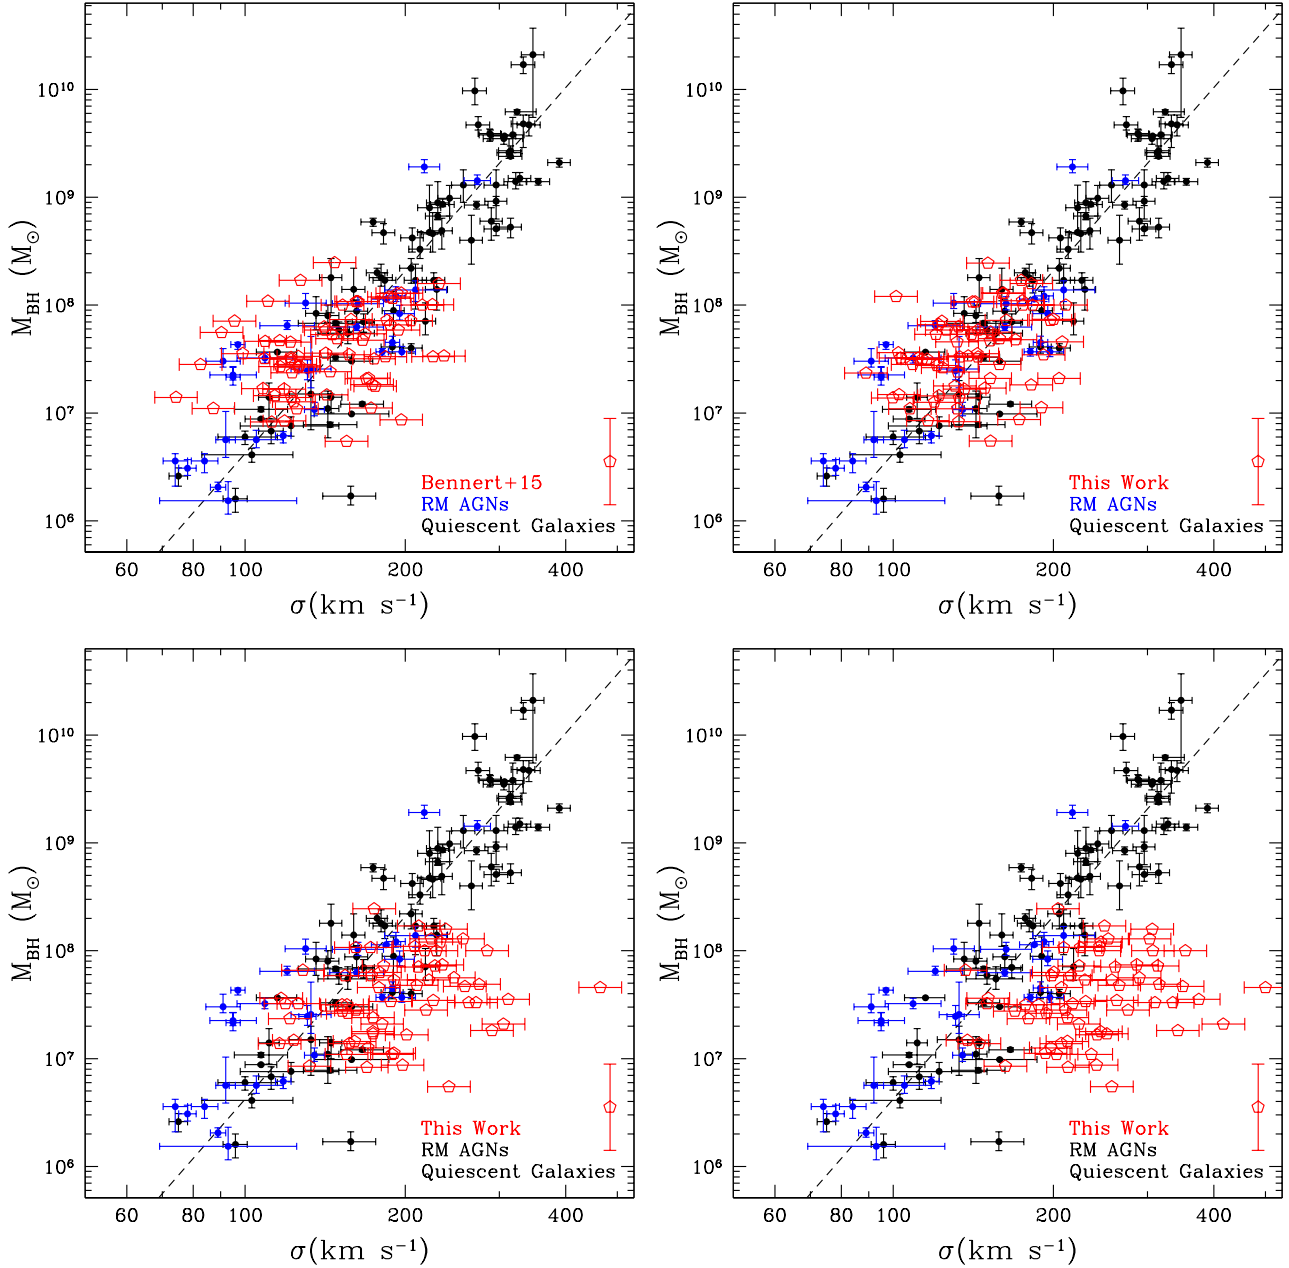 10¹⁰
10⁹
10⁸
10⁷
10⁶
M_BH (M_⊙)
Bennert+15
RM AGNs
Quiescent Galaxies
60
80
100
200
400
σ(km s⁻¹)
10¹⁰
10⁹
10⁸
10⁷
10⁶
M_BH (M_⊙)
This Work
RM AGNs
Quiescent Galaxies
60
80
100
200
400
σ(km s⁻¹)
10¹⁰
10⁹
10⁸
10⁷
10⁶
M_BH (M_⊙)
This Work
RM AGNs
Quiescent Galaxies
60
80
100
200
400
σ(km s⁻¹)
10¹⁰
10⁹
10⁸
10⁷
10⁶
M_BH (M_⊙)
This Work
RM AGNs
Quiescent Galaxies
60
80
100
200
400
σ(km s⁻¹)